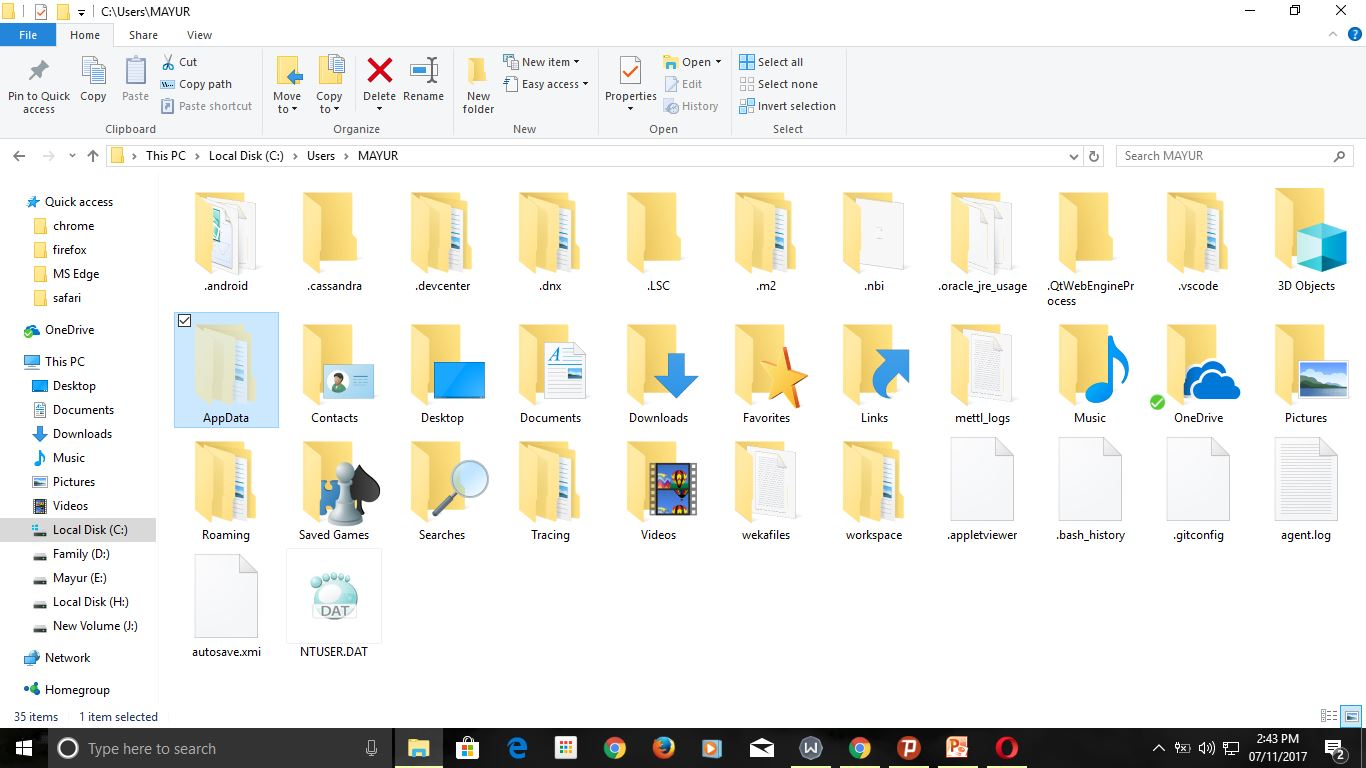 C:\Users\MAYUR
File
Home
Share
View
Pin to Quick
access
Copy
Paste
Cut
Copy path
Paste shortcut
Clipboard
Move
to
Copy
to
Delete
Rename
Organize
New
folder
New item
Easy access
New
Properties
Open
Edit
History
Open
Select all
Select none
Invert selection
Select
This PC > Local Disk (C:) > Users > MAYUR
Search MAYUR
Quick access
chrome
firefox
MS Edge
safari
OneDrive
This PC
Desktop
Documents
Downloads
Music
Pictures
Videos
Local Disk (C:)
Family (D:)
Mayur (E:)
Local Disk (H:)
New Volume (J:)
Network
Homegroup
.android
.cassandra
.devcenter
.dnx
.LSC
.m2
.nbi
.oracle_jre_usage
.QtWebEnginePr
ocess
.vscode
3D Objects
AppData
Contacts
Desktop
Documents
Downloads
Favorites
Links
mettl_logs
Music
OneDrive
Pictures
Roaming
Saved Games
Searches
Tracing
Videos
wekafiles
workspace
.appletviewer
.bash_history
.gitconfig
agent.log
autosave.xmi
DAT
NTUSER.DAT
35 items
1 item selected
Type here to search
2:43 PM
07/11/2017
2